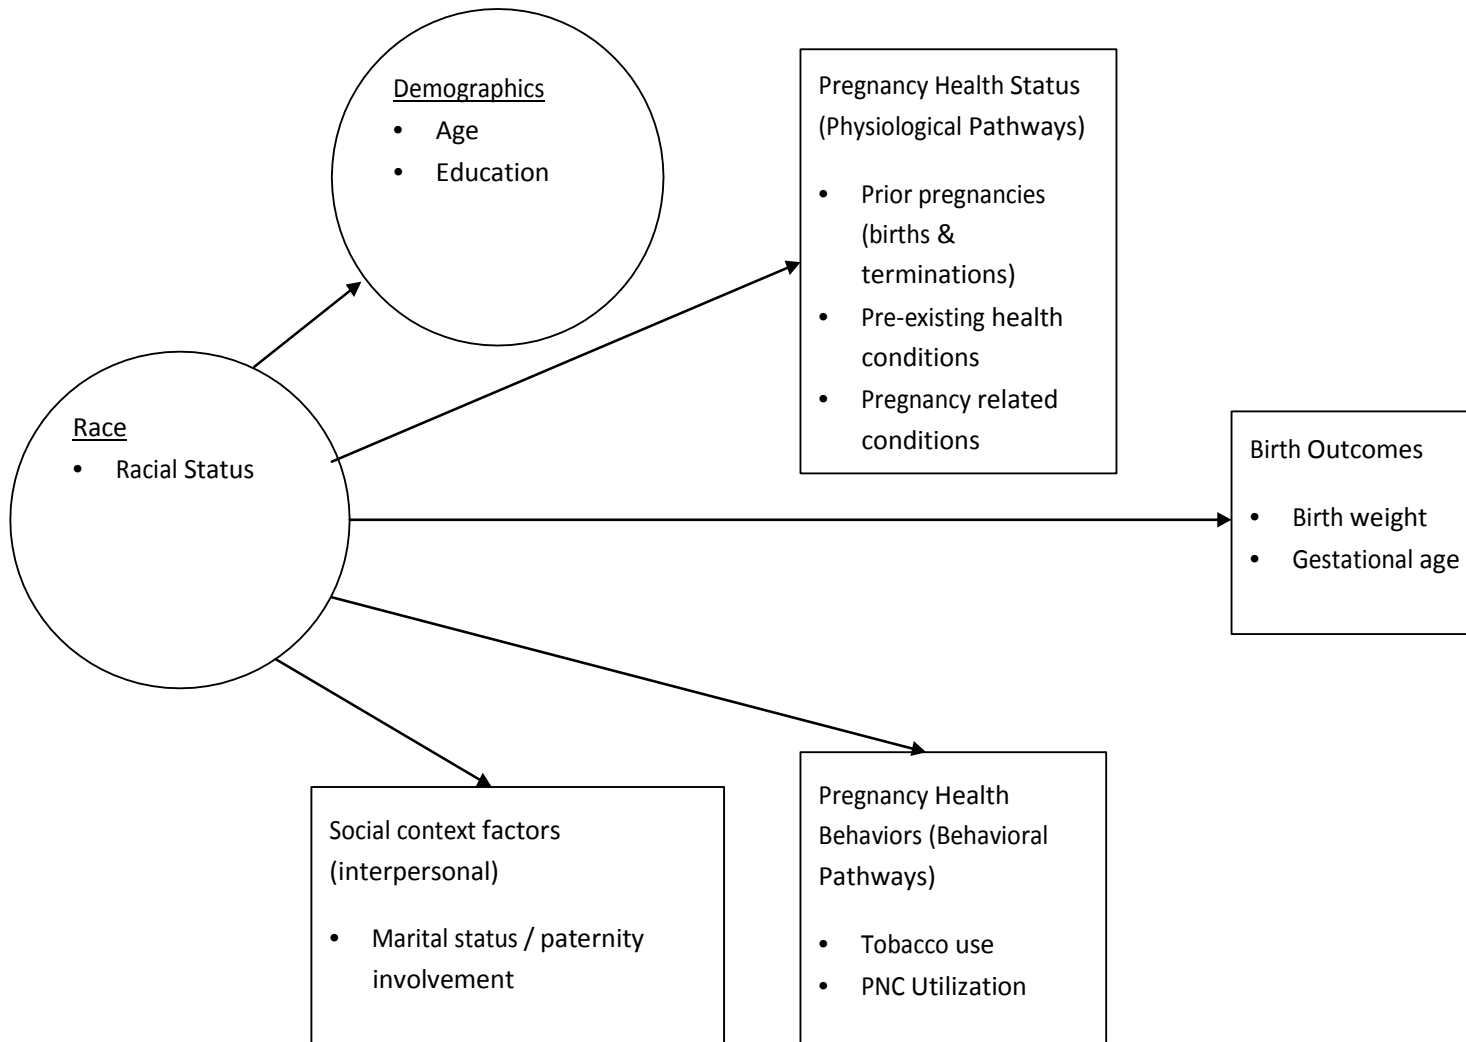 Demographics
• Age
• Education
Pregnancy Health Status
(Physiological Pathways)
• Prior pregnancies
(births &
terminations)
• Pre-existing health
conditions
• Pregnancy related
conditions
Race
• Racial Status
Birth Outcomes
• Birth weight
• Gestational age
Social context factors
(interpersonal)
• Marital status / paternity
involvement
Pregnancy Health
Behaviors (Behavioral
Pathways)
• Tobacco use
• PNC Utilization